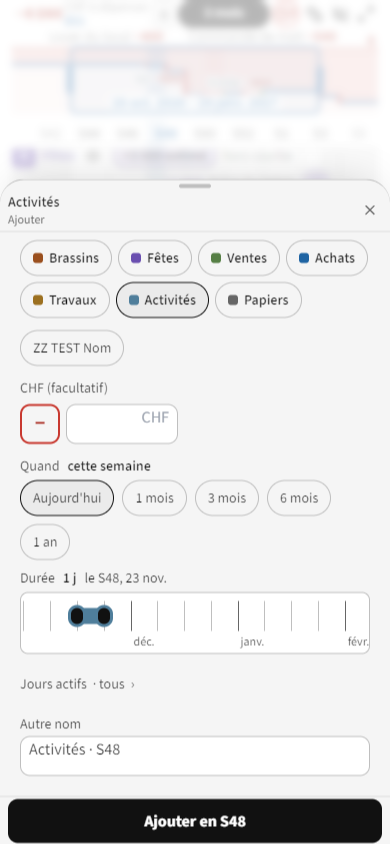 Activités
Ajouter
×
Brassins Fêtes Ventes Achats
Travaux Activités Papiers
ZZ TEST Nom
CHF (facultatif)
− CHF
Quand cette semaine
Aujourd'hui 1 mois 3 mois 6 mois
1 an
Durée 1 j le S48, 23 nov.
déc. janv. févr.
Jours actifs · tous ›
Autre nom
Activités · S48
Ajouter en S48